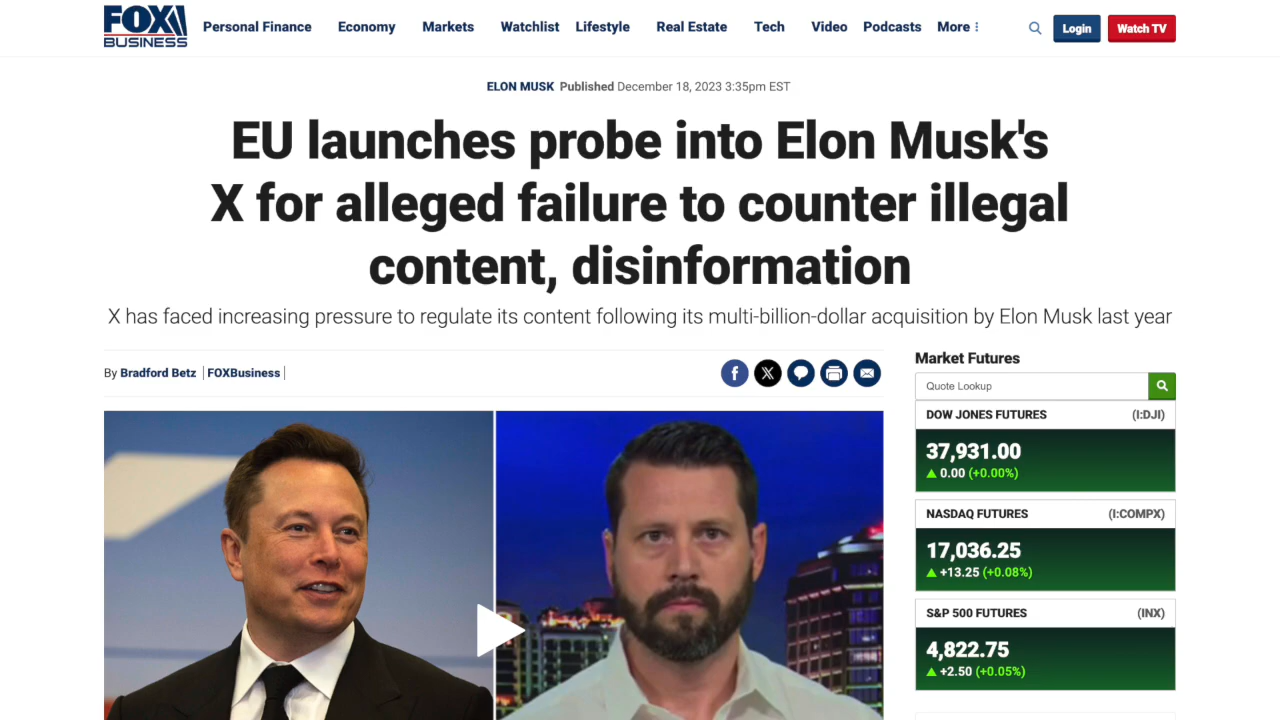 FOX
BUSINESS
Personal Finance Economy Markets Watchlist Lifestyle Real Estate Tech Video Podcasts More
Login
Watch TV
ELON MUSK Published December 18, 2023 3:35pm EST
EU launches probe into Elon Musk's
X for alleged failure to counter illegal
content, disinformation
X has faced increasing pressure to regulate its content following its multi-billion-dollar acquisition by Elon Musk last year
By Bradford Betz | FOXBusiness |
Market Futures
Quote Lookup
DOW JONES FUTURES (I:DJI)
37,931.00
0.00 (+0.00%)
NASDAQ FUTURES (I:COMPX)
17,036.25
+13.25 (+0.08%)
S&P 500 FUTURES (INX)
4,822.75
+2.50 (+0.05%)